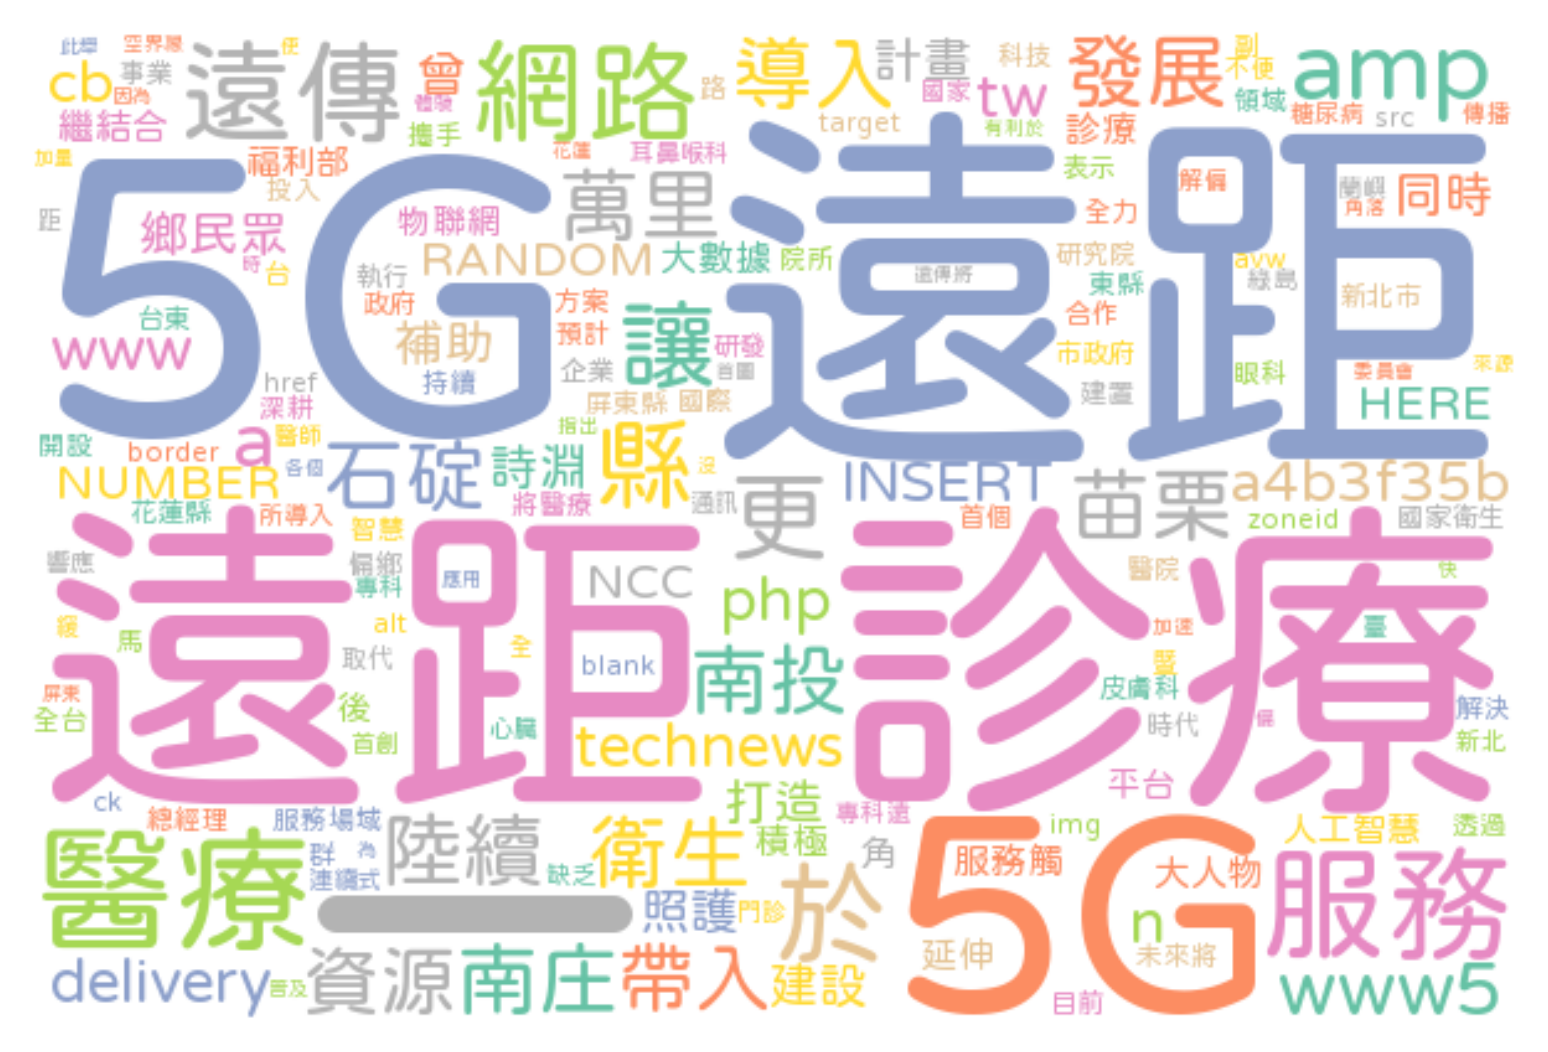 此舉
空界線
遠傳
便
曾
網路
導入
計畫
科技
發展
副
不便
amp
cb
事業
因為
體驗
路
國家
tw
領域
糖尿病
src
傳播
繼結合
攜手
target
有利於
診療
加量
福利部
花蓮
耳鼻喉科
5G遠距
表示
解偏
蘭嶼
角落
同時
投入
萬里
距
鄉民眾
物聯網
全力
時
台
執行
RANDOM
大數據
院所
遠傳將
研究院
東縣
avw
綠島
新北市
台東
政府
方案
預計
讓
合作
www
補助
研發
市政府
href
持續
企業
首圖
眼科
委員會
來源
深耕
屏東縣
國際
建置
HERE
開設
border
a
醫師
指出
NUMBER
各個
石碇
詩淵
縣
沒
INSERT
苗栗
a4b3f35b
花蓮縣
所導入
將醫療
通訊
更
首個
zoneid
國家衛生
智慧
響應
偏鄉
專科
遠距
診療
應用
NCC
php
醫院
快
緩
馬
alt
取代
全
blank
南投
加速
臺
暨
皮膚科
屏東
全台
後
首創
心臟
technews
時代
解決
新北
ck
總經理
服務場域
打造
專科遠
平台
醫療
群
為
連續式
陸續
缺乏
衛生
積極
角
5G
img
人工智慧
透過
服務觸
大人物
服務
照護
門診
於
n
延伸
未來將
delivery
普及
資源
南庄
帶入
建設
目前
www5